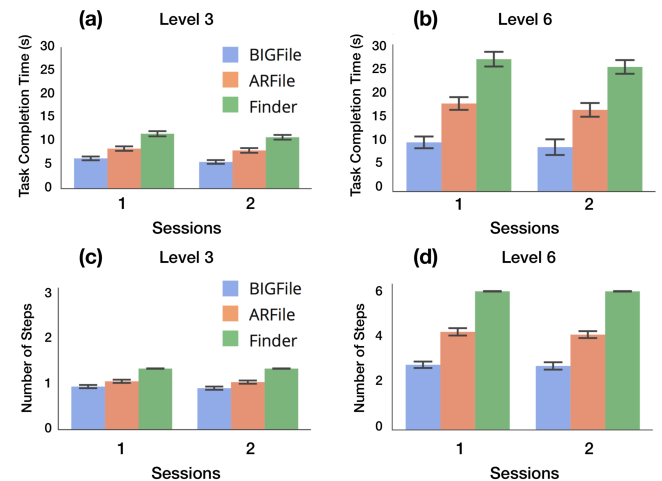 (a) Level 3
Task Completion Time (s)
30
25
20
15
10
5
0
BIGFile
ARFile
Finder
1 2
Sessions
(b) Level 6
Task Completion Time (s)
30
25
20
15
10
5
0
1 2
Sessions
(c) Level 3
Number of Steps
3
2
1
0
BIGFile
ARFile
Finder
1 2
Sessions
(d) Level 6
Number of Steps
6
4
2
0
1 2
Sessions